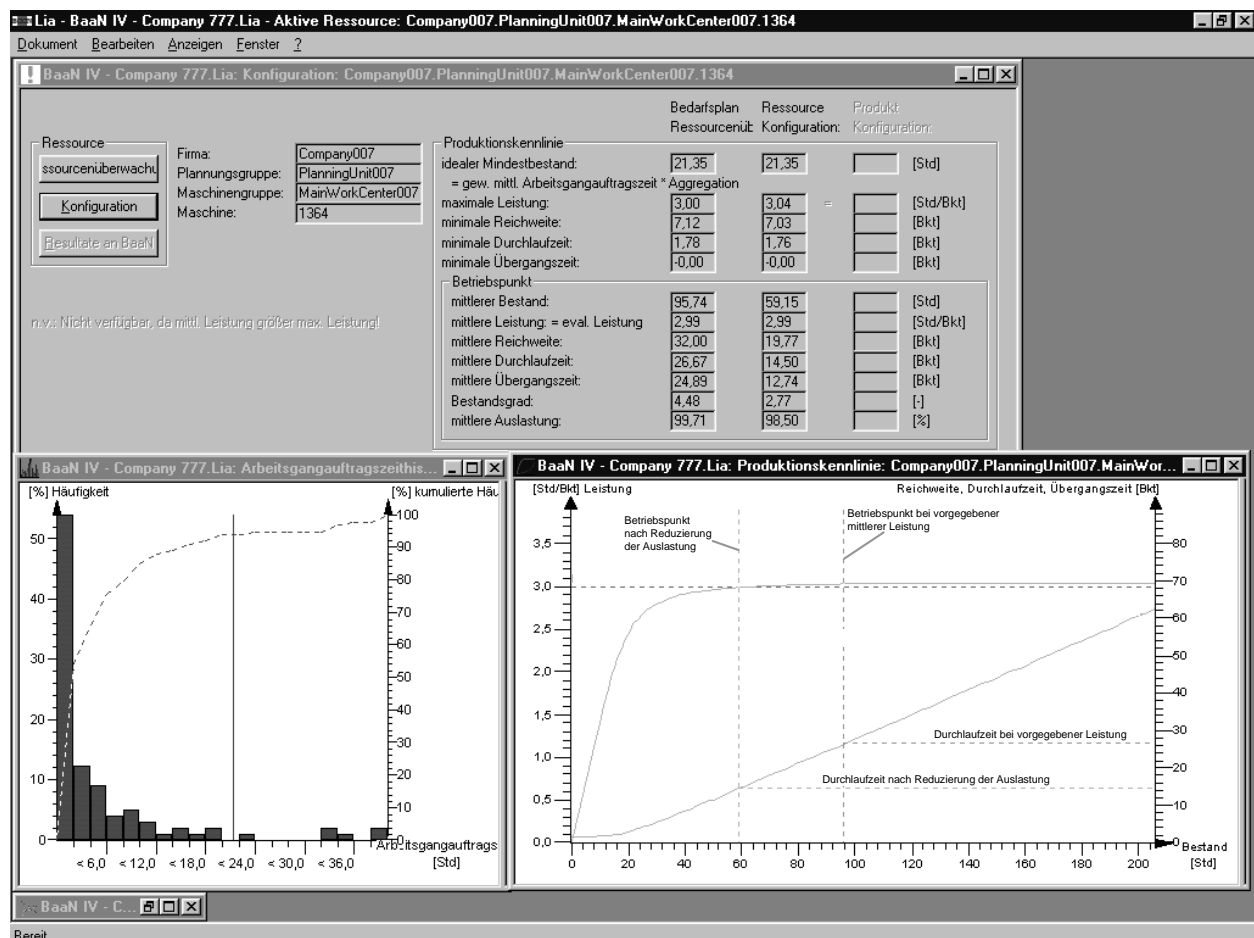 Lia - BaaN IV - Company 777.Lia - Aktive Ressource: Company007.PlanningUnit007.MainWorkCenter007.1364
Dokument Bearbeiten Anzeigen Fenster ?
BaaN IV - Company 777.Lia: Konfiguration: Company007.PlanningUnit007.MainWorkCenter007.1364
Bedarfsplan Ressource Produkt
Ressourcenüb Konfiguration: Konfiguration:
Ressource
ssourcenüberwachu
Konfiguration
Resultate an BaaN
Firma: Company007
Plannungsgruppe: PlanningUnit007
Maschinengruppe: MainWorkCenter007
Maschine: 1364
n.v.: Nicht verfügbar, da mittl. Leistung größer max. Leistung!
Produktionskennlinie
idealer Mindestbestand: 21,35 21,35 [Std]
= gew. mittl. Arbeitsgangauftragszeit * Aggregation
maximale Leistung: 3,00 3,04 = [Std/Bkt]
minimale Reichweite: 7,12 7,03 [Bkt]
minimale Durchlaufzeit: 1,78 1,76 [Bkt]
minimale Übergangszeit: -0,00 -0,00 [Bkt]
Betriebspunkt
mittlerer Bestand: 95,74 59,15 [Std]
mittlere Leistung: = eval. Leistung 2,99 2,99 [Std/Bkt]
mittlere Reichweite: 32,00 19,77 [Bkt]
mittlere Durchlaufzeit: 26,67 14,50 [Bkt]
mittlere Übergangszeit: 24,89 12,74 [Bkt]
Bestandsgrad: 4,48 2,77 [-]
mittlere Auslastung: 99,71 98,50 [%]
BaaN IV - Company 777.Lia: Arbeitsgangauftragszeithis...
[%] Häufigkeit [%] kumulierte Häu
50
40
30
20
10
0
100
90
80
70
60
50
40
30
20
10
0
Arbeitsgangauftrags
< 6,0 < 12,0 < 18,0 < 24,0 < 30,0 < 36,0 [Std]
BaaN IV - Company 777.Lia: Produktionskennlinie: Company007.PlanningUnit007.MainWor...
[Std/Bkt] Leistung Reichweite, Durchlaufzeit, Übergangszeit [Bkt]
Betriebspunkt
nach Reduzierung
der Auslastung
Betriebspunkt bei vorgegebener
mittlerer Leistung
3,5
3,0
2,5
2,0
1,5
1,0
0,5
0,0
80
70
60
50
40
30
20
10
0
Durchlaufzeit bei vorgegebener Leistung
Durchlaufzeit nach Reduzierung der Auslastung
Bestand
0 20 40 60 80 100 120 140 160 180 200 [Std]
BaaN IV - C...
Bereit